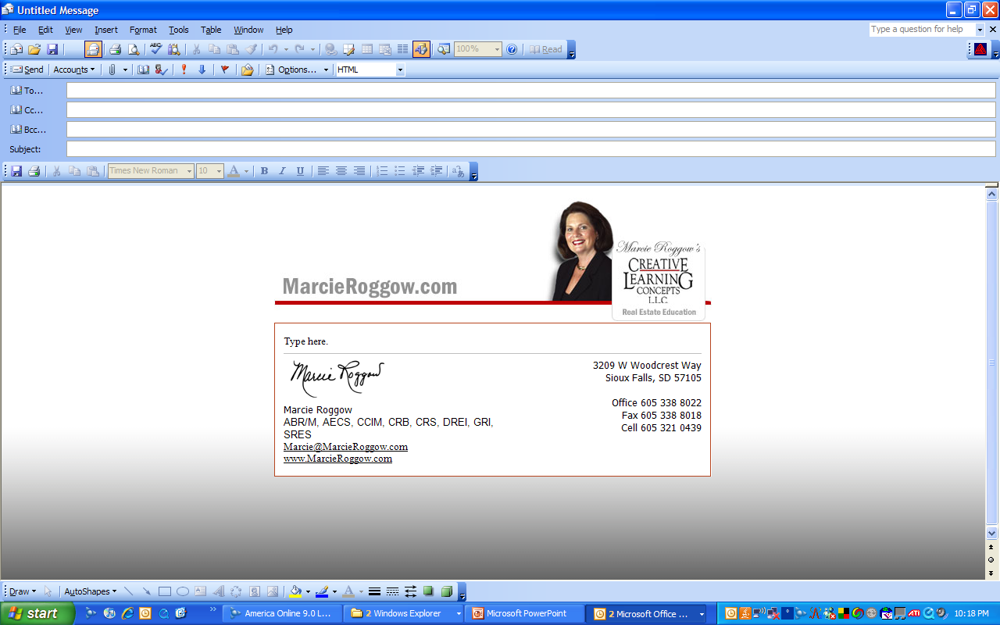 Untitled Message
File Edit View Insert Format Tools Table Window Help
Type a question for help
ABC
100%
Read
Send Accounts Options... HTML
To...
Cc...
Bcc...
Subject:
Times New Roman 10 A B I U
Marcie Roggow's
CREATIVE
LEARNING
CONCEPTS
L.L.C.
Real Estate Education
MarcieRoggow.com
Type here.
Marcie Roggow
Marcie Roggow
ABR/M, AECS, CCIM, CRB, CRS, DREI, GRI,
SRES
Marcie@MarcieRoggow.com
www.MarcieRoggow.com
3209 W Woodcrest Way
Sioux Falls, SD 57105
Office 605 338 8022
Fax 605 338 8018
Cell 605 321 0439
Draw AutoShapes A
start
America Online 9.0 L...
2 Windows Explorer
Microsoft PowerPoint
2 Microsoft Office ...
ATI
10:18 PM